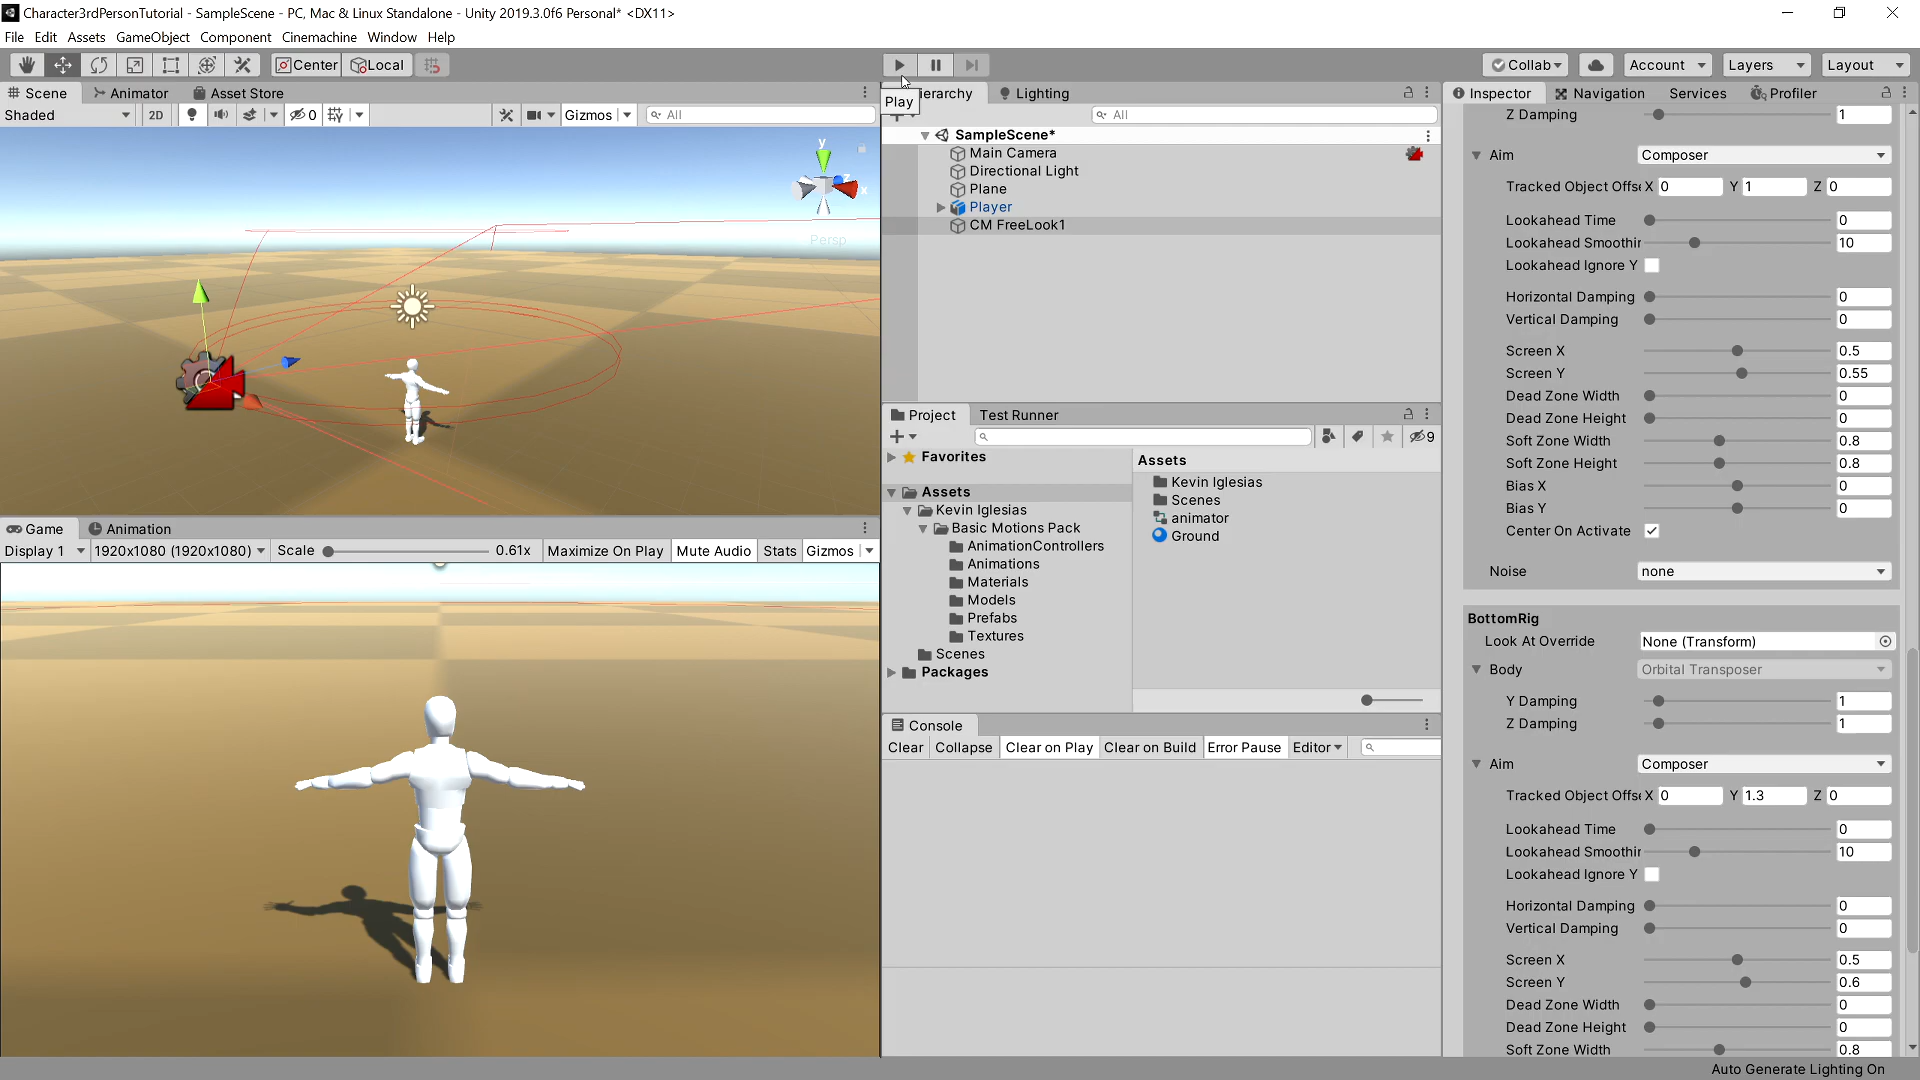 Character3rdPersonTutorial - SampleScene - PC, Mac & Linux Standalone - Unity 2019.3.0f6 Personal* <DX11>
File Edit Assets GameObject Component Cinemachine Window Help
Center Local Collab Account Layers Layout
Scene Animator Asset Store
Shaded 2D 0 Gizmos All
y
x
Persp
Game Animation
Display 1 1920x1080 (1920x1080) Scale 0.61x Maximize On Play Mute Audio Stats Gizmos
Play
Hierarchy Lighting
All
SampleScene*
Main Camera
Directional Light
Plane
Player
CM FreeLook1
Project Test Runner
9
Favorites
Assets
Kevin Iglesias
Basic Motions Pack
AnimationControllers
Animations
Materials
Models
Prefabs
Textures
Scenes
Packages
Assets
Kevin Iglesias
Scenes
animator
Ground
Console
Clear Collapse Clear on Play Clear on Build Error Pause Editor
Inspector Navigation Services Profiler
Z Damping 1
Aim Composer
Tracked Object Offse X 0 Y 1 Z 0
Lookahead Time 0
Lookahead Smoothin 10
Lookahead Ignore Y
Horizontal Damping 0
Vertical Damping 0
Screen X 0.5
Screen Y 0.55
Dead Zone Width 0
Dead Zone Height 0
Soft Zone Width 0.8
Soft Zone Height 0.8
Bias X 0
Bias Y 0
Center On Activate
Noise none
BottomRig
Look At Override None (Transform)
Body Orbital Transposer
Y Damping 1
Z Damping 1
Aim Composer
Tracked Object Offse X 0 Y 1.3 Z 0
Lookahead Time 0
Lookahead Smoothin 10
Lookahead Ignore Y
Horizontal Damping 0
Vertical Damping 0
Screen X 0.5
Screen Y 0.6
Dead Zone Width 0
Dead Zone Height 0
Soft Zone Width 0.8
Auto Generate Lighting On